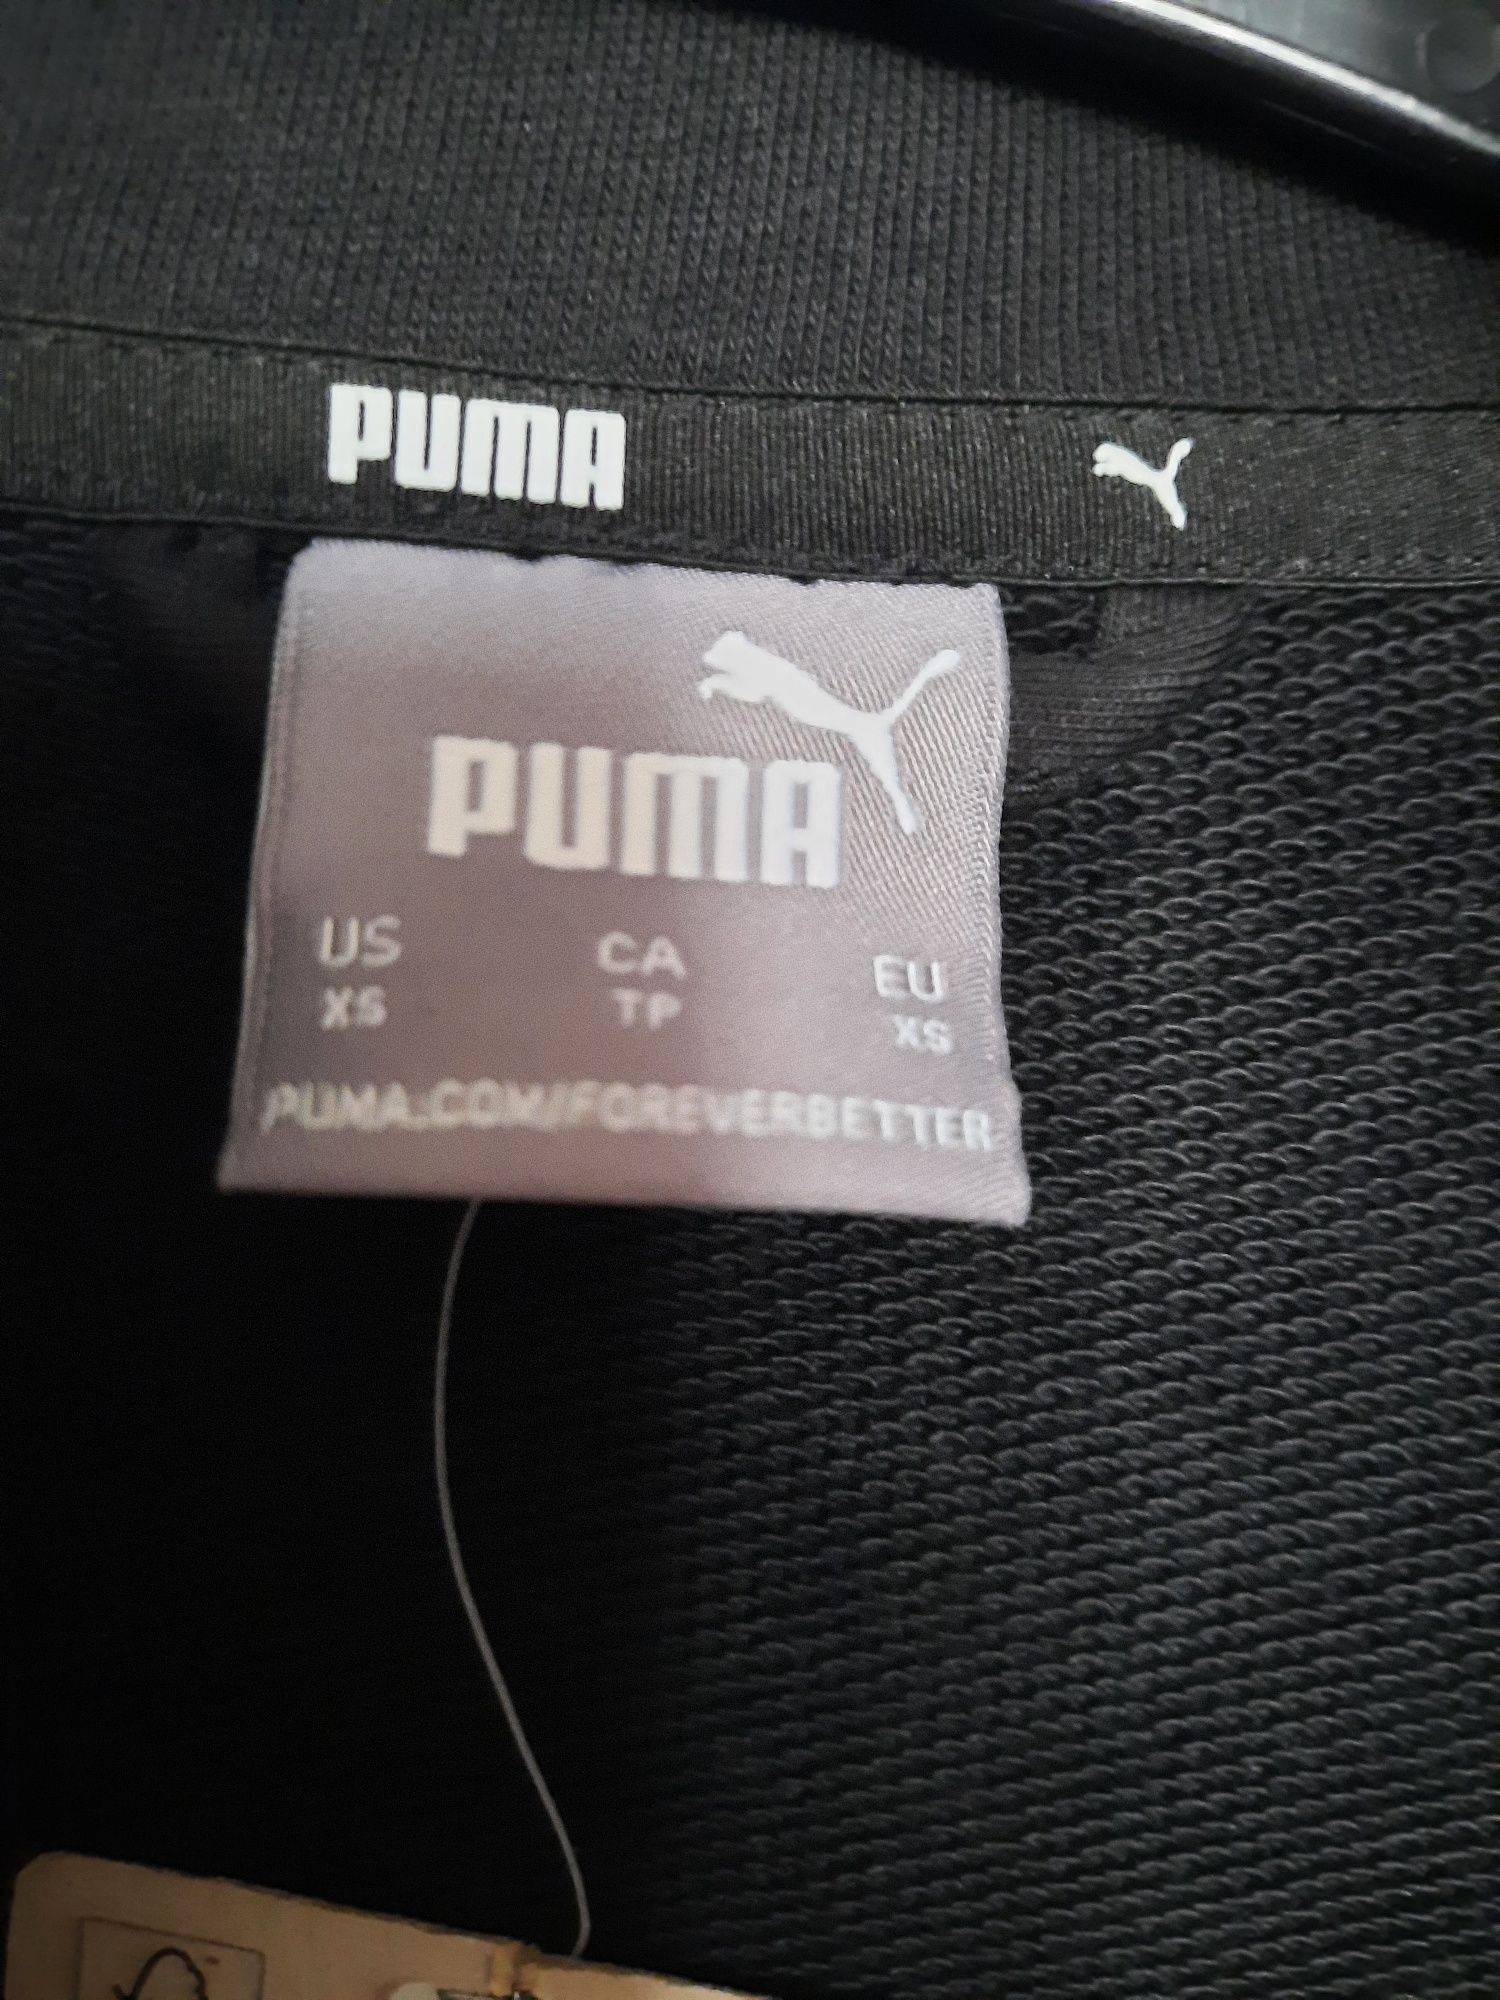 PUMA
PUMA
US CA EU
XS TP XS
PUMA.COM/FOREVERBETTER